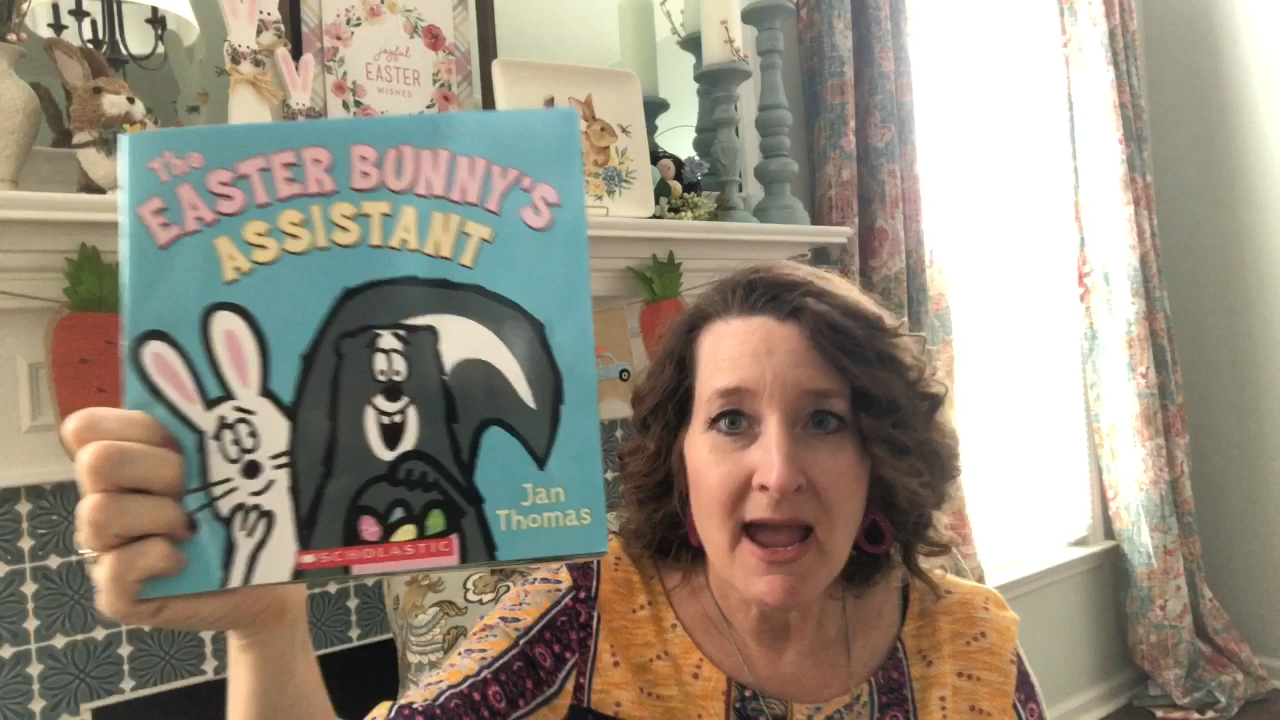 joyful
EASTER
WISHES
The
EASTER BUNNY'S
ASSISTANT
Jan
Thomas
SCHOLASTIC